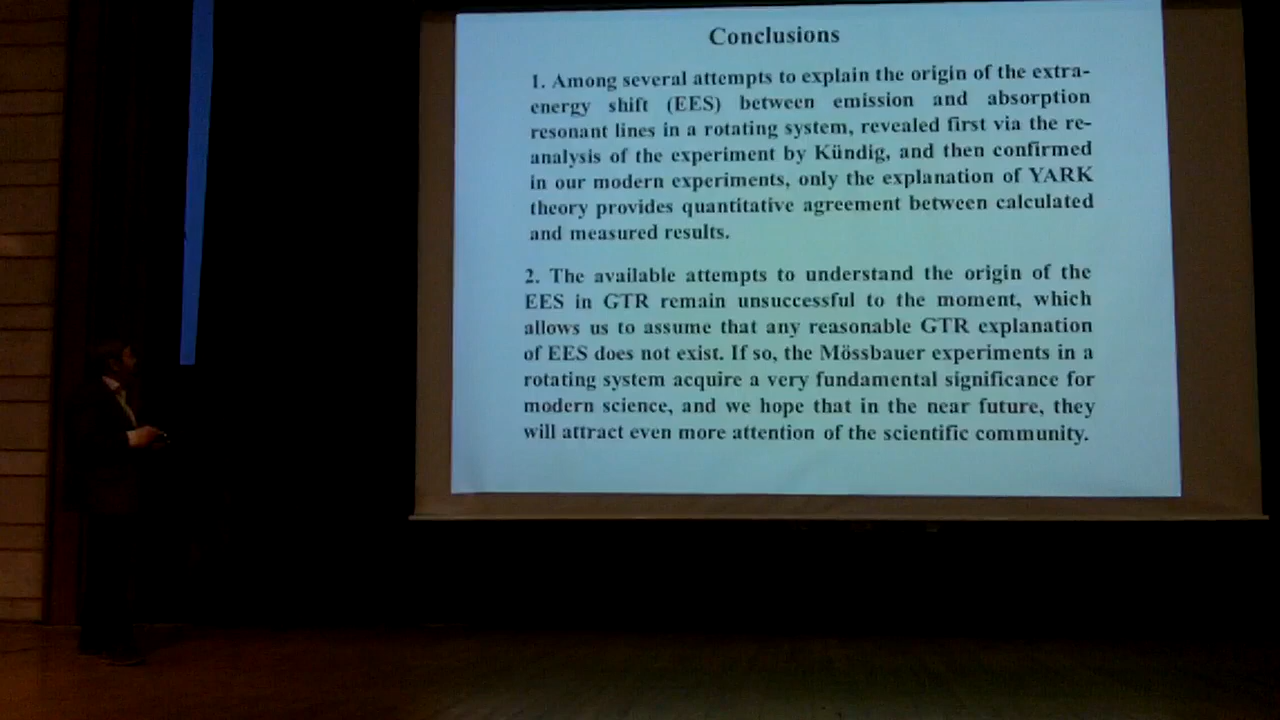 Conclusions
1. Among several attempts to explain the origin of the extra-
energy shift (EES) between emission and absorption
resonant lines in a rotating system, revealed first via the re-
analysis of the experiment by Kündig, and then confirmed
in our modern experiments, only the explanation of YARK
theory provides quantitative agreement between calculated
and measured results.
2. The available attempts to understand the origin of the
EES in GTR remain unsuccessful to the moment, which
allows us to assume that any reasonable GTR explanation
of EES does not exist. If so, the Mössbauer experiments in a
rotating system acquire a very fundamental significance for
modern science, and we hope that in the near future, they
will attract even more attention of the scientific community.